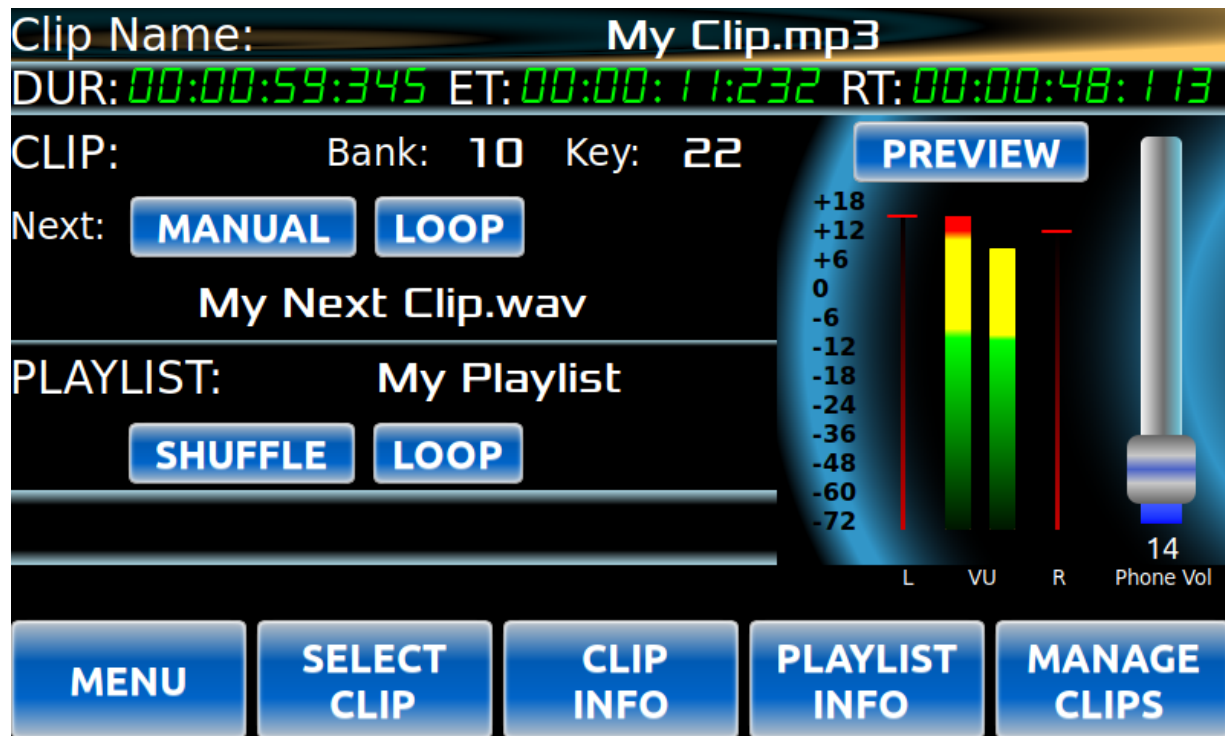 Clip Name: My Clip.mp3
DUR: 00:00:59:345 ET: 00:00:11:232 RT: 00:00:48:113
CLIP: Bank: 10 Key: 22
PREVIEW
Next: MANUAL LOOP
My Next Clip.wav
PLAYLIST: My Playlist
SHUFFLE LOOP
+18
+12
+6
0
-6
-12
-18
-24
-36
-48
-60
-72
14
L VU R Phone Vol
MENU
SELECT
CLIP
CLIP
INFO
PLAYLIST
INFO
MANAGE
CLIPS